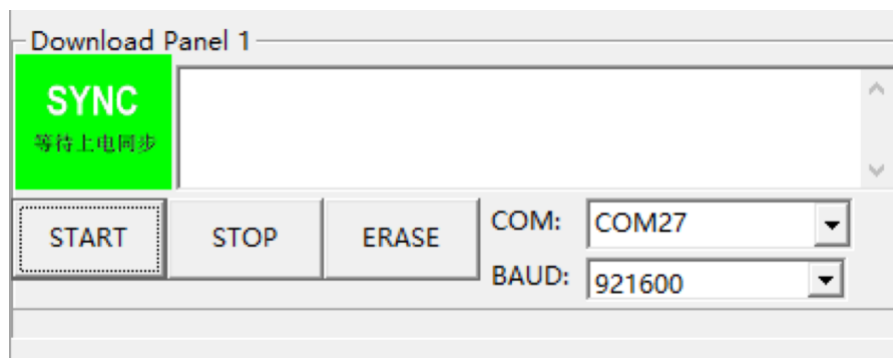 Download Panel 1
SYNC
等待上电同步
START STOP ERASE
COM: COM27
BAUD: 921600